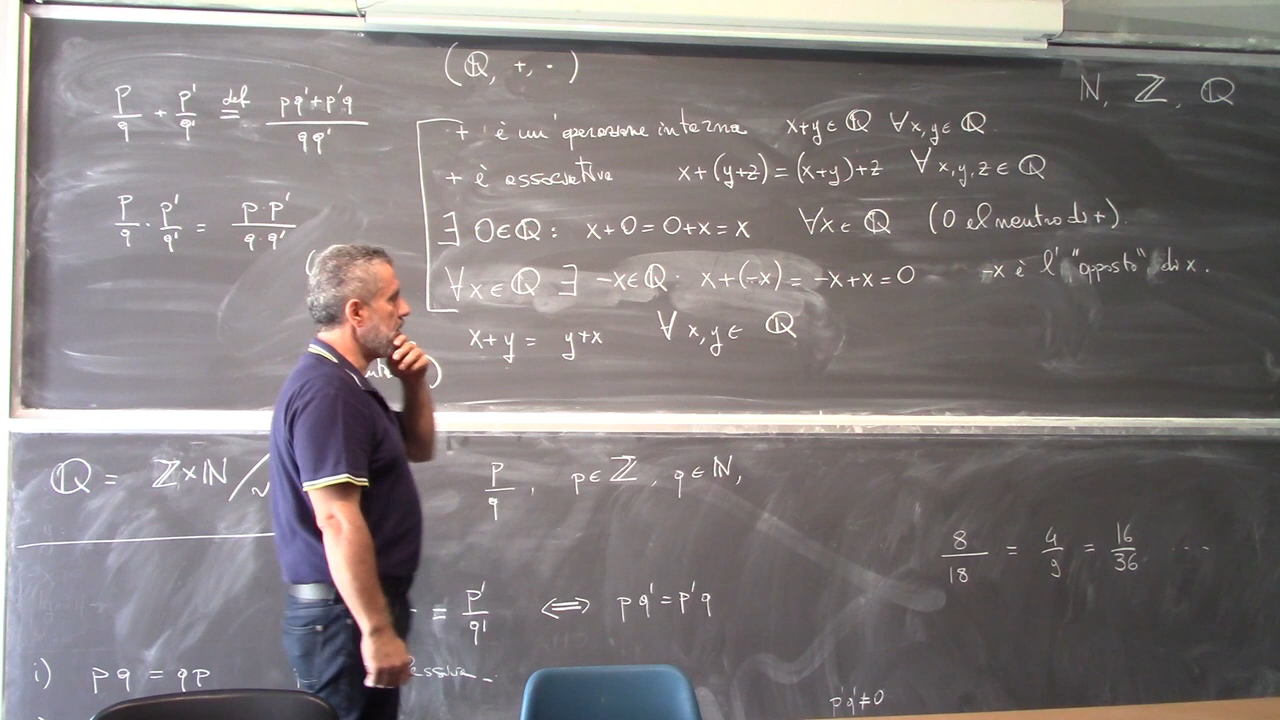 (ℚ, +, ·)
ℕ, ℤ, ℚ
p/q + p'/q' def= (pq'+p'q)/(qq')
p/q · p'/q' = (p·p')/(q·q')
+ è un'operazione interna x+y∈ℚ ∀x,y∈ℚ
+ è associativa x+(y+z)=(x+y)+z ∀x,y,z∈ℚ
∃ 0∈ℚ: x+0=0+x=x ∀x∈ℚ (0 el neutro di +).
∀x∈ℚ ∃ -x∈ℚ: x+(-x)=-x+x=0 -x è l'"opposto" di x.
x+y = y+x ∀x,y∈ℚ
ℚ = ℤ×ℕ/~
p/q, p∈ℤ, q∈ℕ,
8/18 = 4/9 = 16/36 ...
= p'/q' ⟺ pq'=p'q
i) pq = qp
p'q'≠0